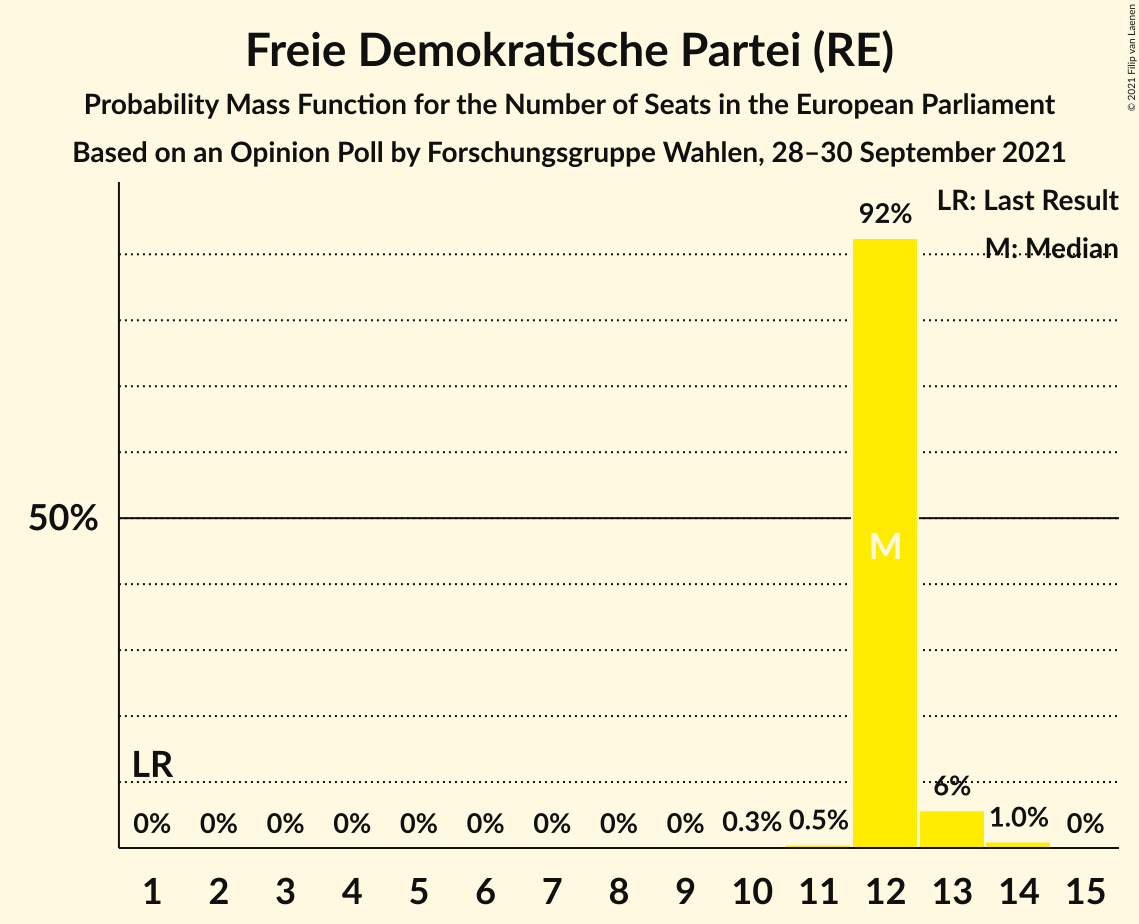 Freie Demokratische Partei (RE)
Probability Mass Function for the Number of Seats in the European Parliament
Based on an Opinion Poll by Forschungsgruppe Wahlen, 28–30 September 2021
© 2021 Filip van Laenen
LR: Last Result
M: Median
92%
50%
M
LR
0% 0% 0% 0% 0% 0% 0% 0% 0% 0.3% 0.5% 6% 1.0% 0%
1 2 3 4 5 6 7 8 9 10 11 12 13 14 15